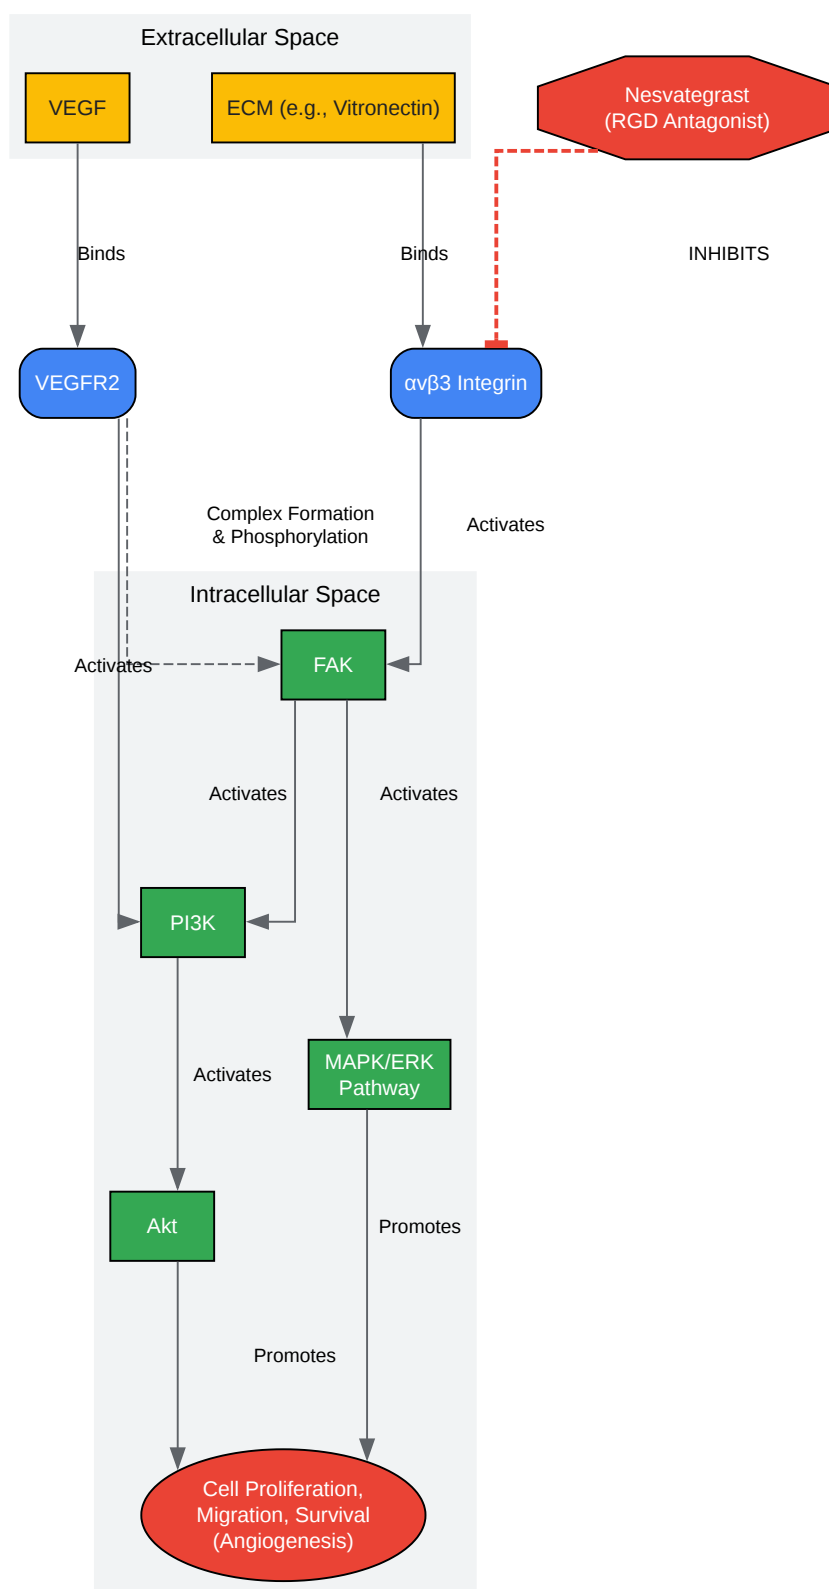 Extracellular Space
VEGF
ECM (e.g., Vitronectin)
Nesvategrast
(RGD Antagonist)
Binds
Binds
INHIBITS
VEGFR2
αvβ3 Integrin
Complex Formation
& Phosphorylation
Activates
Intracellular Space
Activates
FAK
Activates
Activates
PI3K
MAPK/ERK
Pathway
Activates
Akt
Promotes
Promotes
Cell Proliferation,
Migration, Survival
(Angiogenesis)